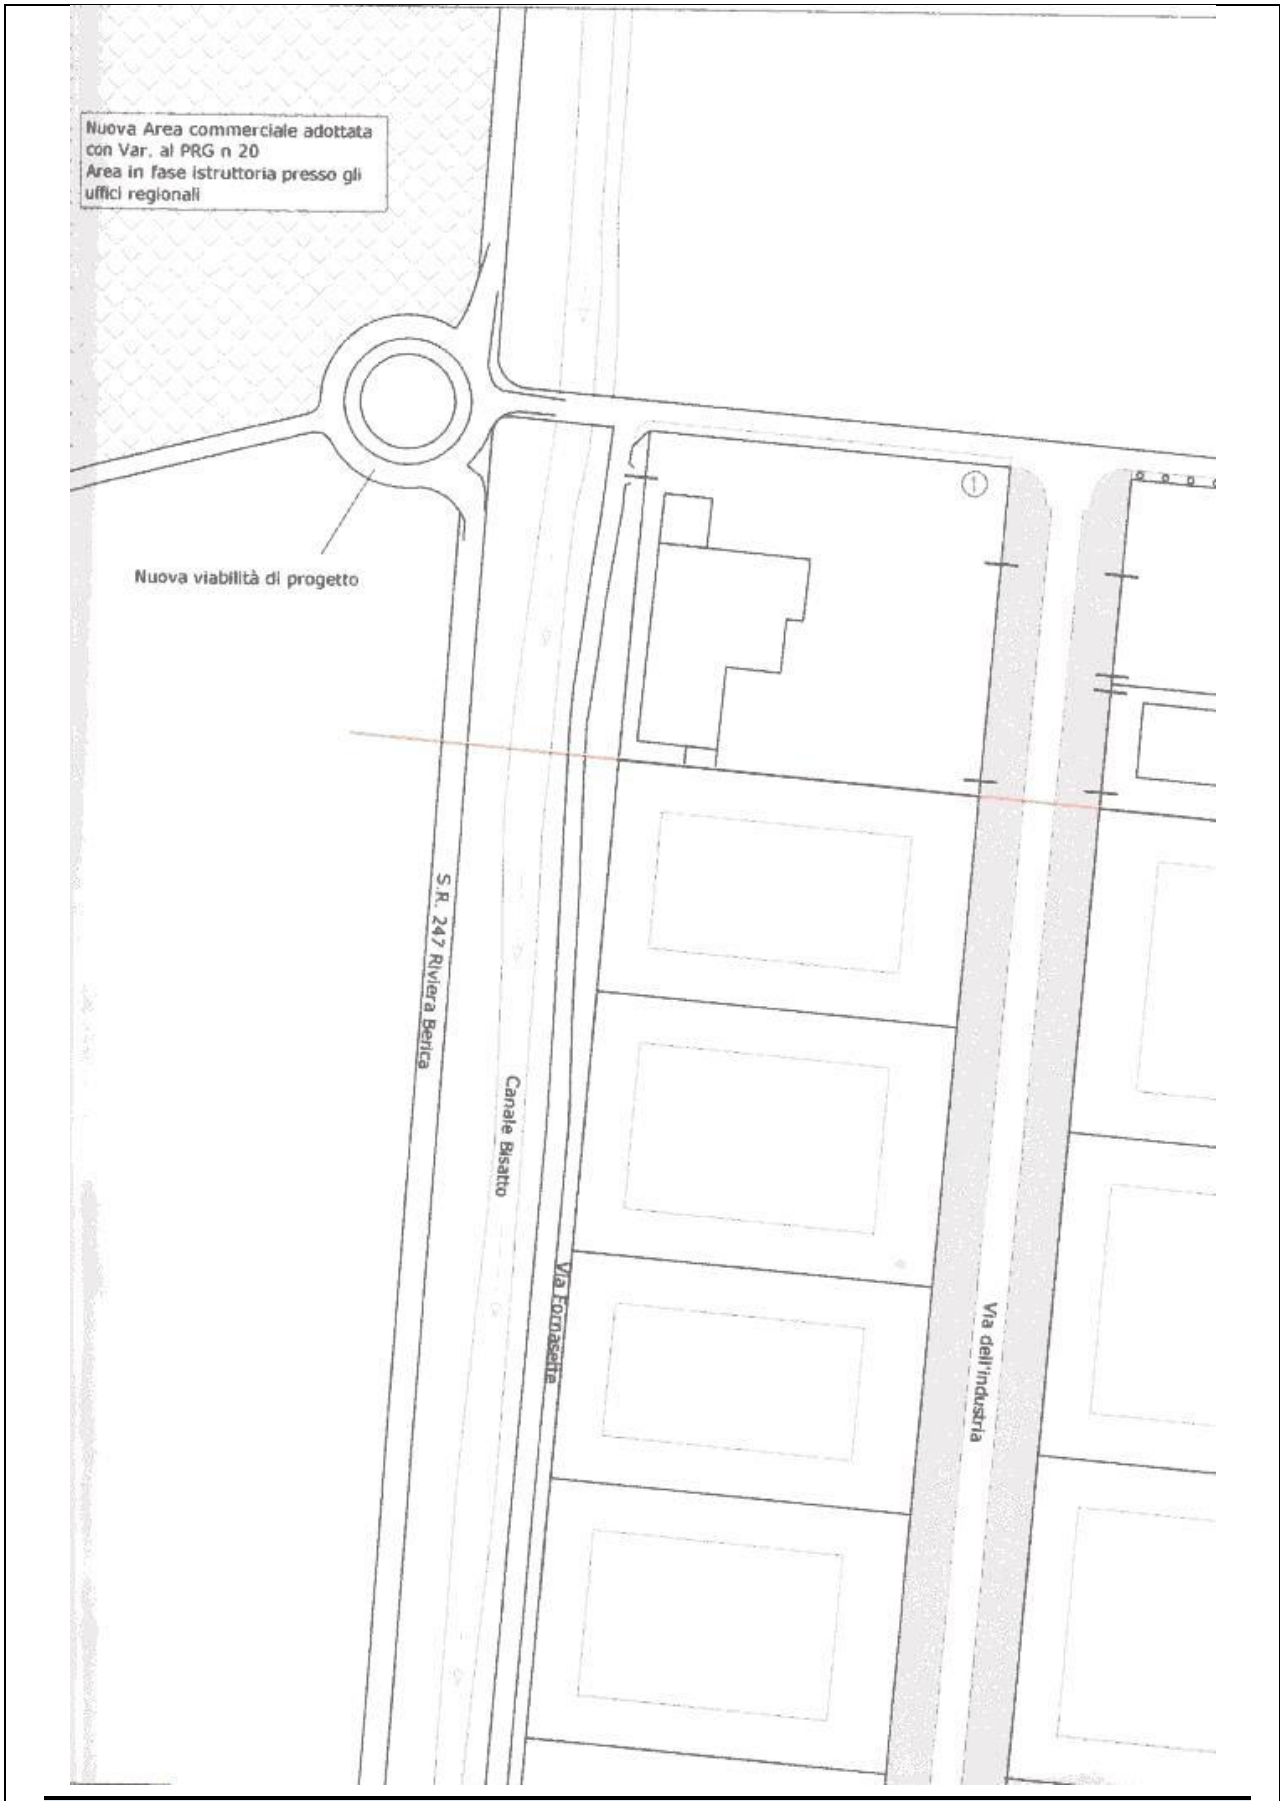 Nuova Area commerciale adottata
con Var. al PRG n 20
Area in fase istruttoria presso gli
uffici regionali
1
Nuova viabilità di progetto
S.R. 247 Riviera Berica
Canale Bisatto
Via Fornasette
Via dell'industria